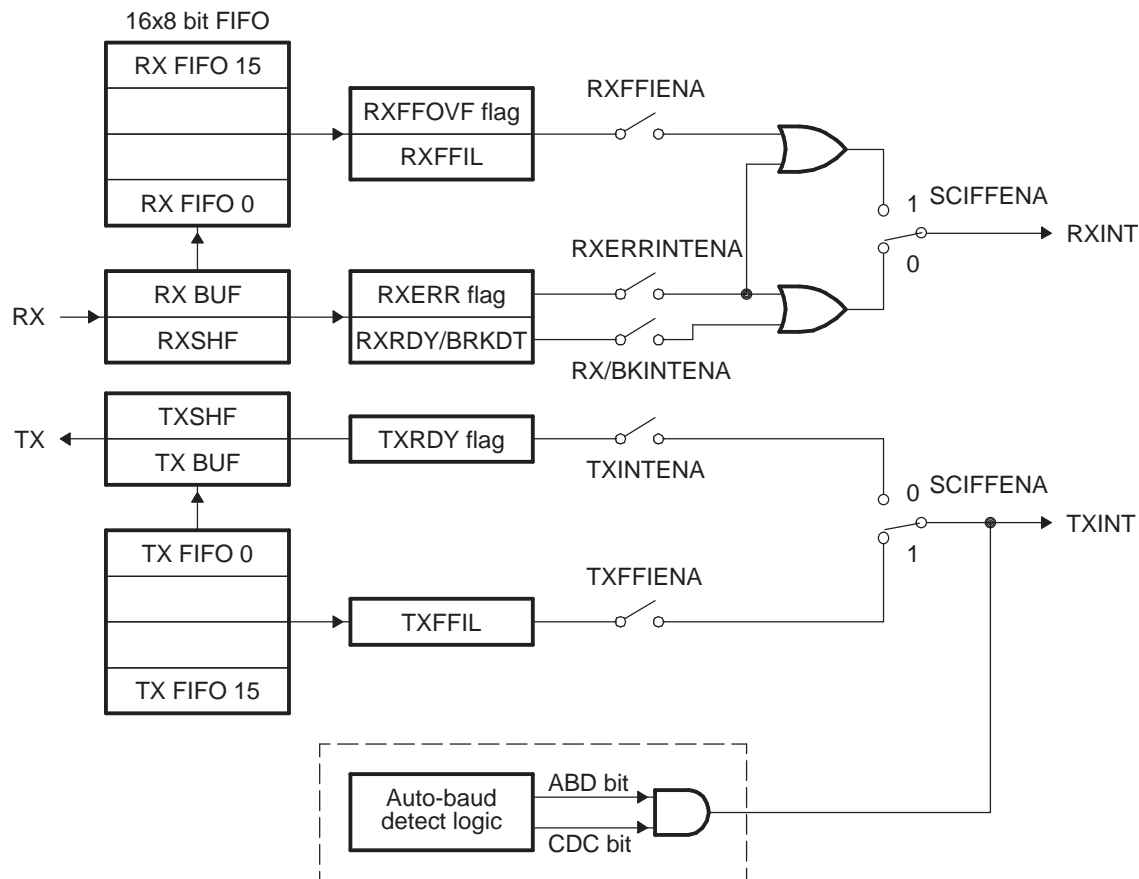 16x8 bit FIFO
RX FIFO 15
RX FIFO 0
RXFFOVF flag
RXFFIL
RXFFIENA
1
SCIFFENA
0
RXINT
RX
RX BUF
RXSHF
RXERR flag
RXRDY/BRKDT
RXERRINTENA
RX/BKINTENA
TX
TXSHF
TX BUF
TXRDY flag
TXINTENA
0
SCIFFENA
1
TXINT
TX FIFO 0
TX FIFO 15
TXFFIL
TXFFIENA
Auto-baud
detect logic
ABD bit
CDC bit